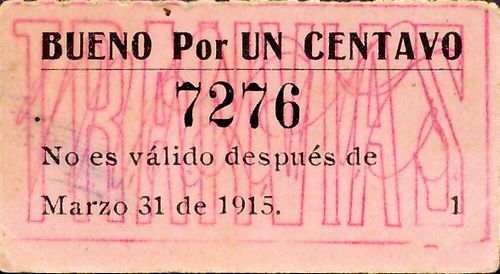 TRANVIAS
BUENO Por UN CENTAVO
7276
No es válido después de
Marzo 31 de 1915. 1